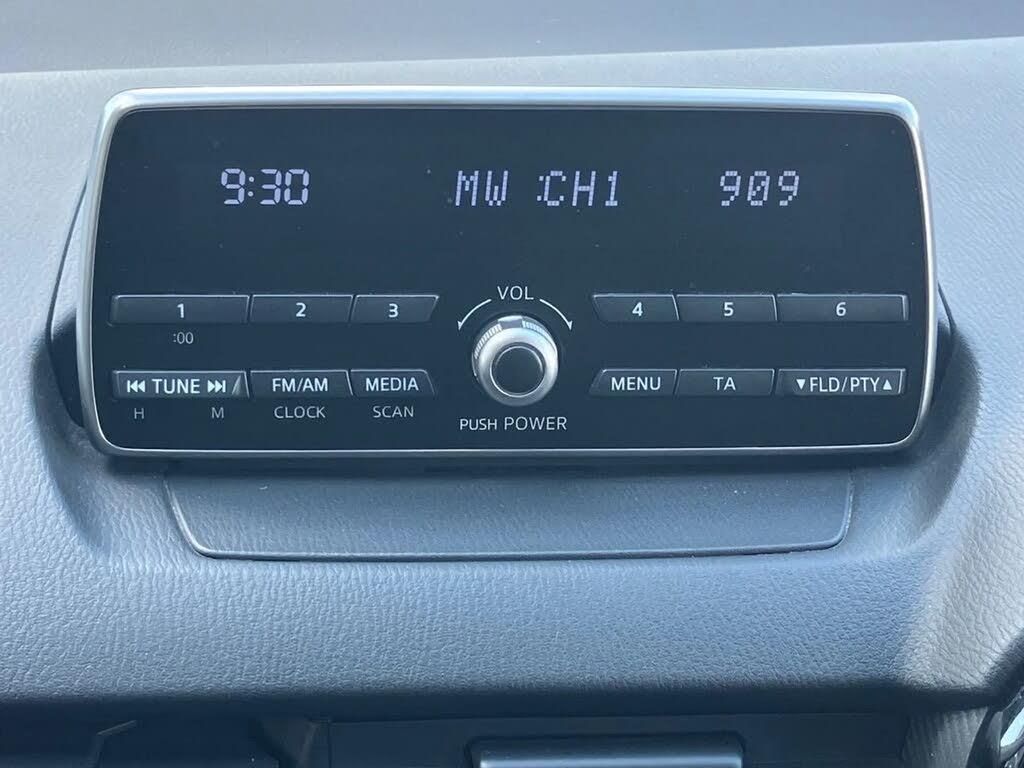 9:30 MW :CH1 909
VOL
1 2 3 4 5 6
:00
⏮ TUNE ⏭ FM/AM MEDIA MENU TA ▼FLD/PTY▲
H M CLOCK SCAN
PUSH POWER